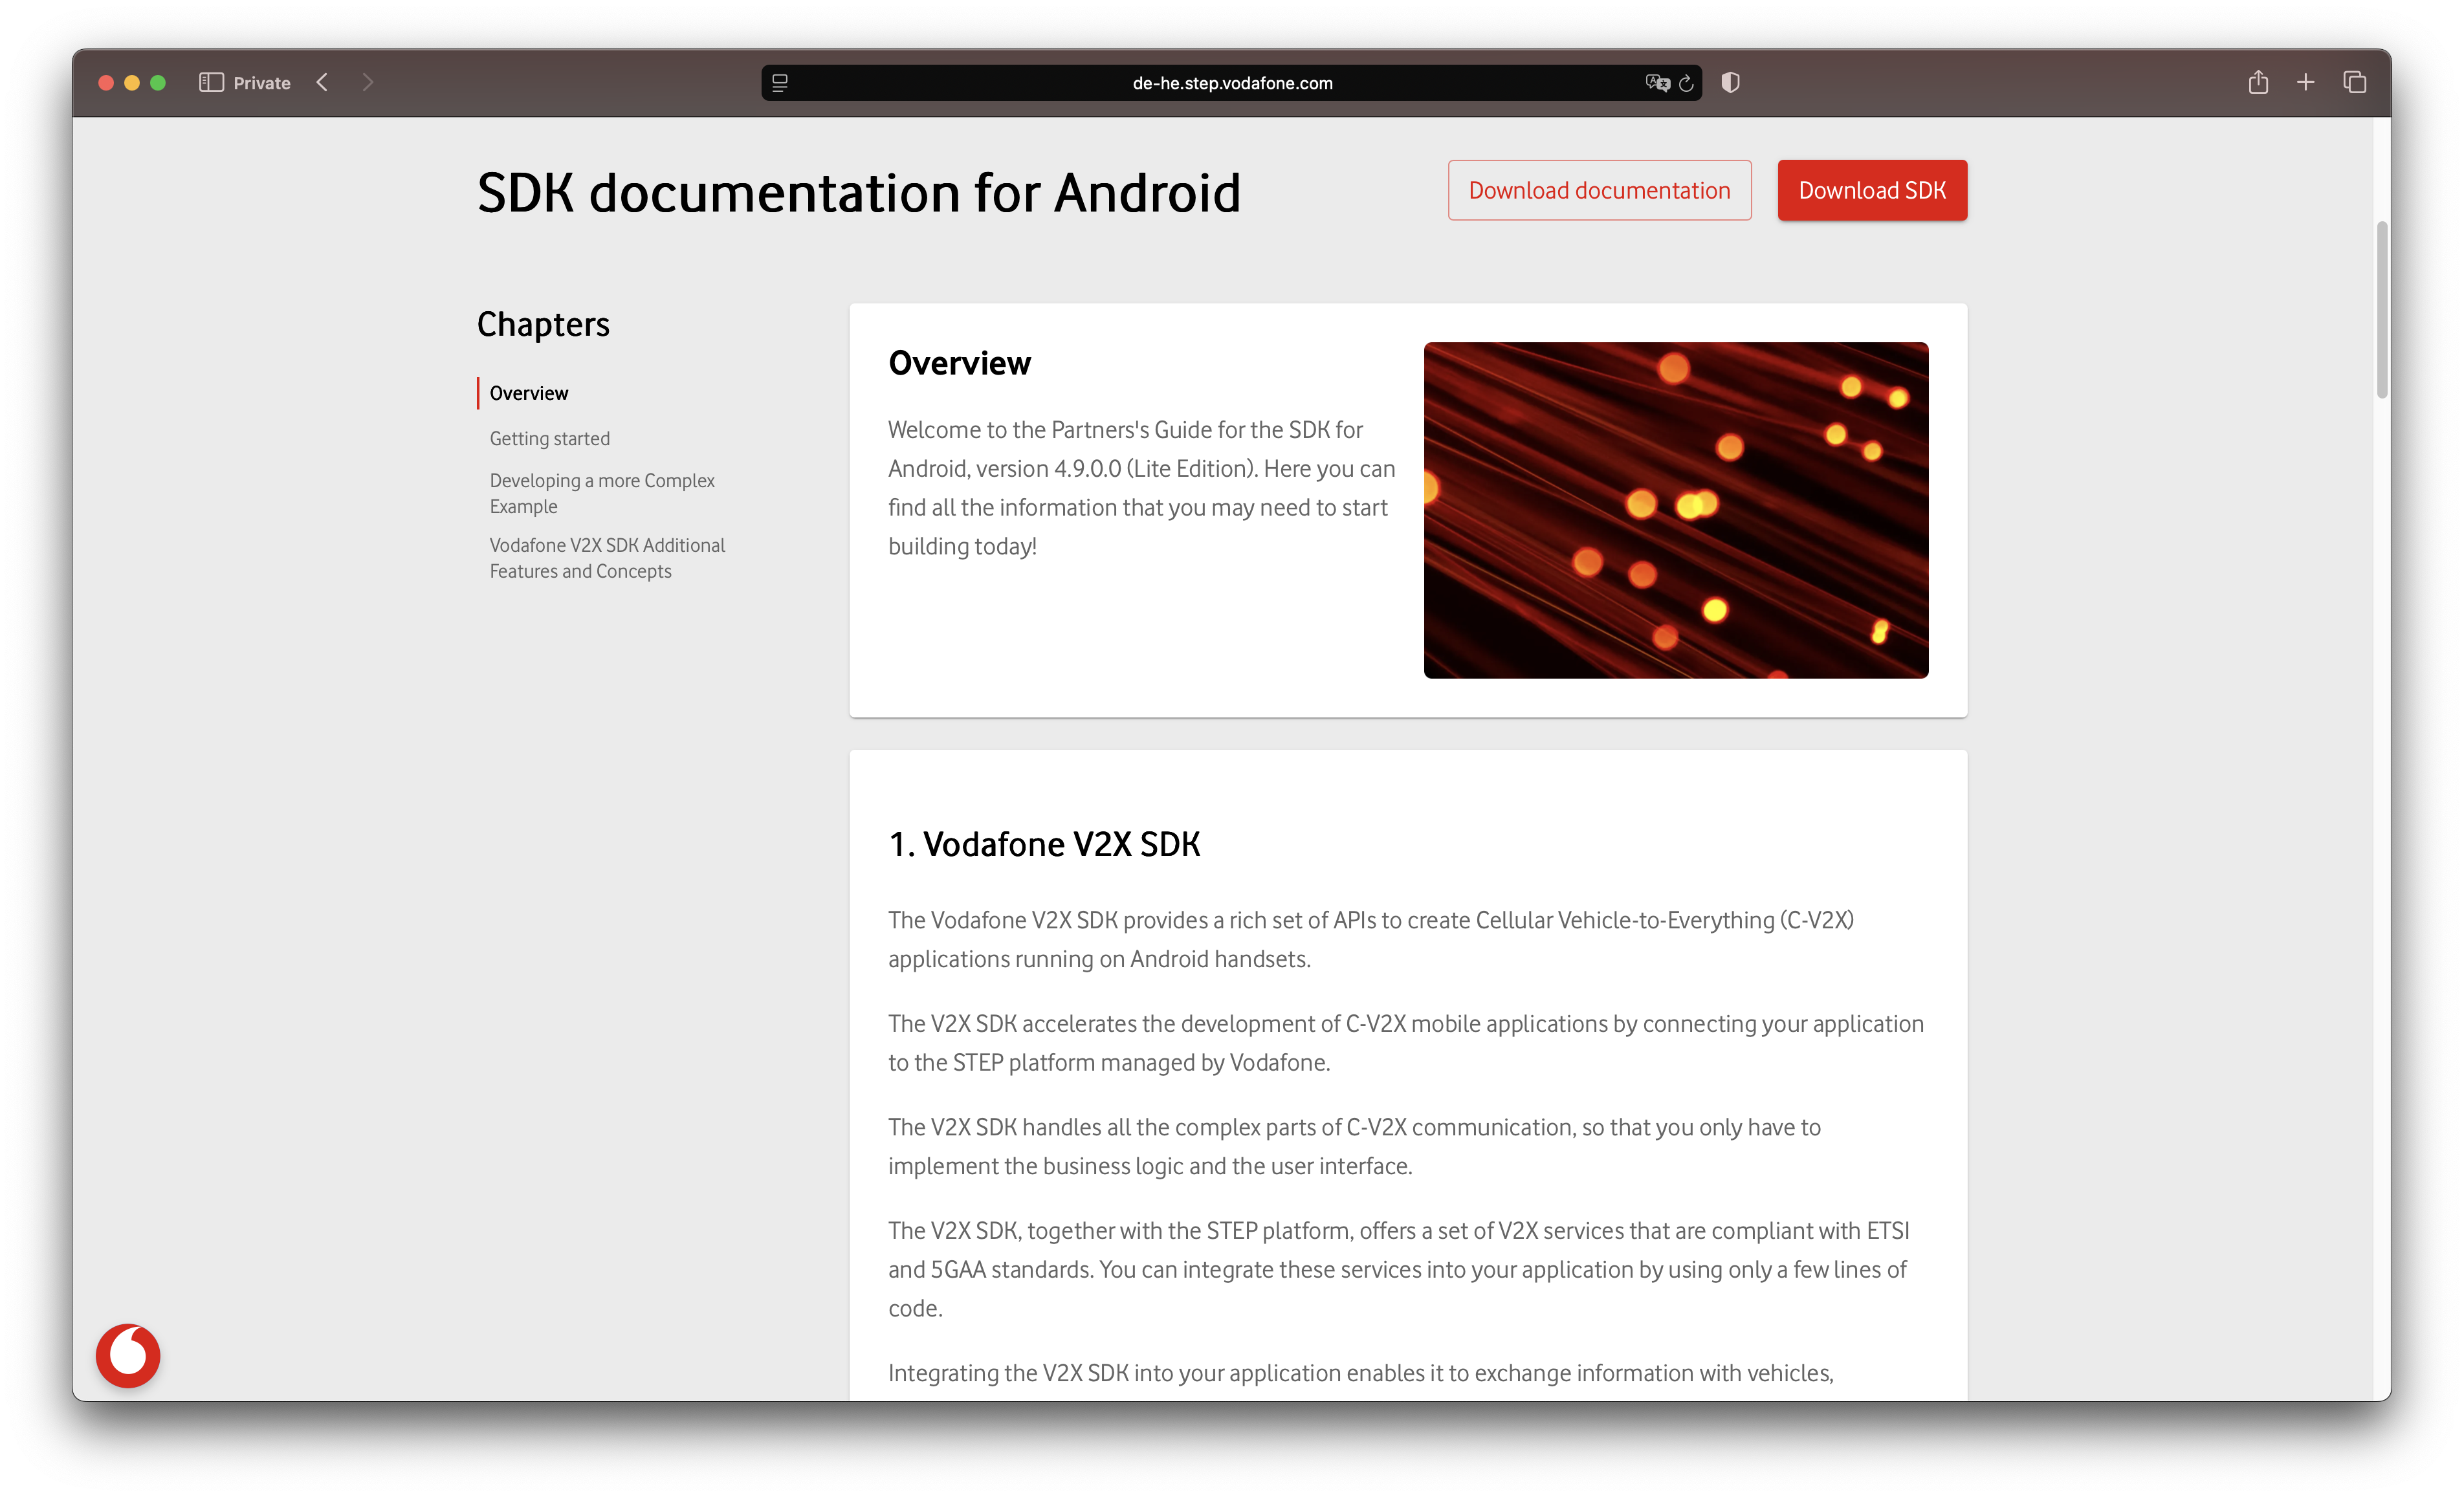 Private
de-he.step.vodafone.com
SDK documentation for Android
Download documentation
Download SDK
Chapters
Overview
Getting started
Developing a more Complex
Example
Vodafone V2X SDK Additional
Features and Concepts
Overview
Welcome to the Partners's Guide for the SDK for
Android, version 4.9.0.0 (Lite Edition). Here you can
find all the information that you may need to start
building today!
1. Vodafone V2X SDK
The Vodafone V2X SDK provides a rich set of APIs to create Cellular Vehicle-to-Everything (C-V2X)
applications running on Android handsets.
The V2X SDK accelerates the development of C-V2X mobile applications by connecting your application
to the STEP platform managed by Vodafone.
The V2X SDK handles all the complex parts of C-V2X communication, so that you only have to
implement the business logic and the user interface.
The V2X SDK, together with the STEP platform, offers a set of V2X services that are compliant with ETSI
and 5GAA standards. You can integrate these services into your application by using only a few lines of
code.
Integrating the V2X SDK into your application enables it to exchange information with vehicles,